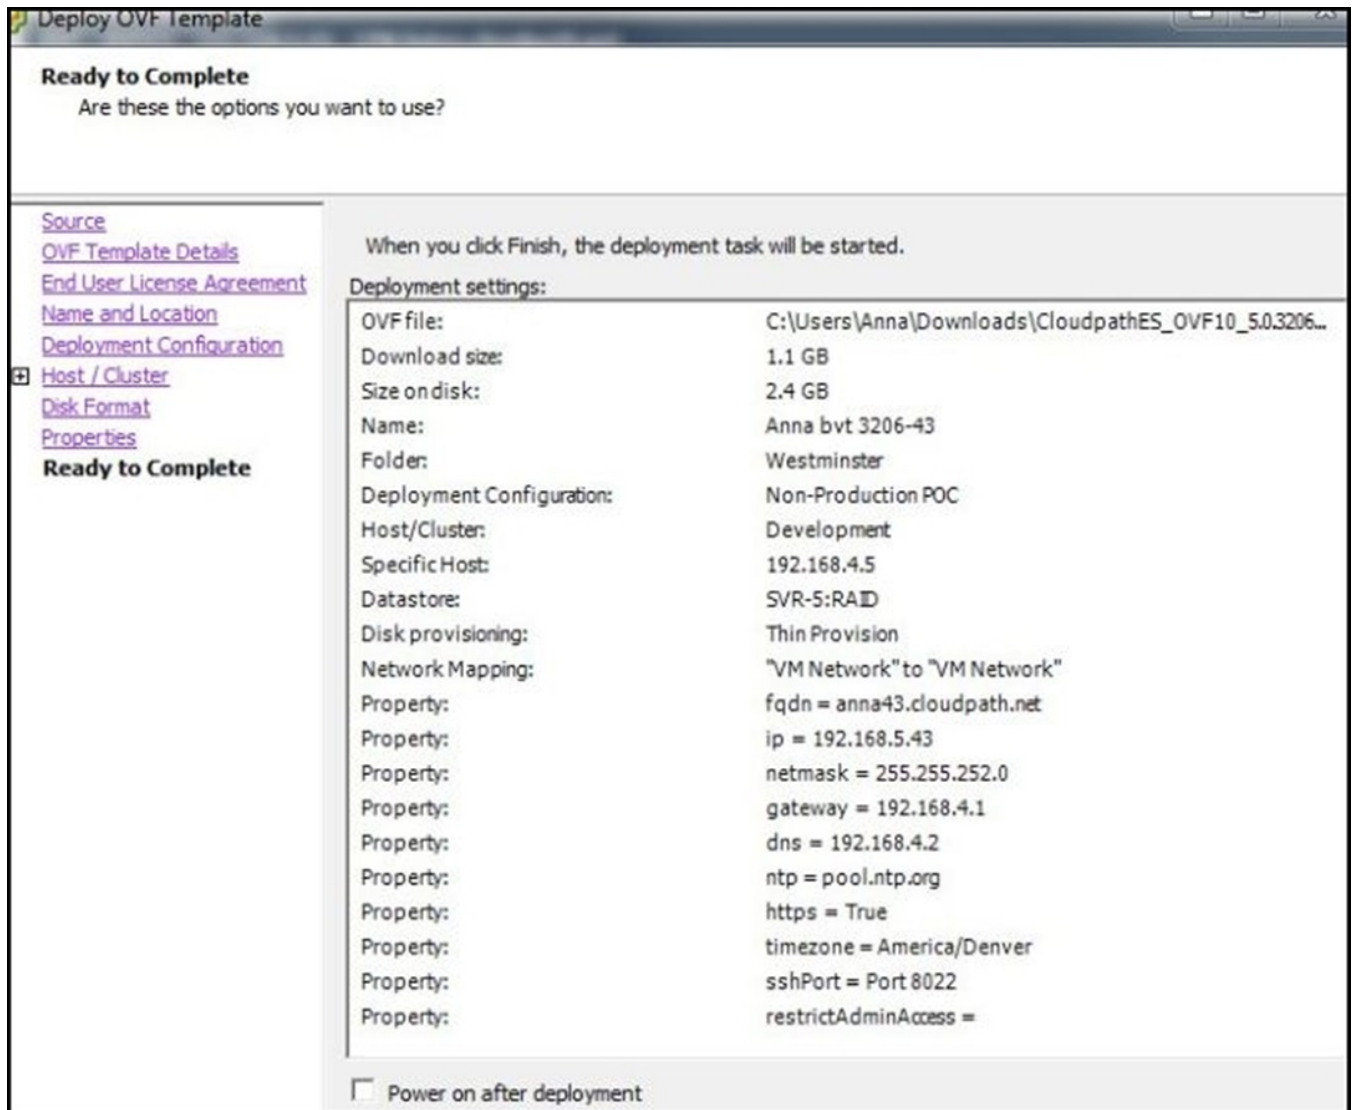 Deploy OVF Template
Ready to Complete
Are these the options you want to use?
Source
OVF Template Details
End User License Agreement
Name and Location
Deployment Configuration
Host / Cluster
Disk Format
Properties
Ready to Complete
When you click Finish, the deployment task will be started.
Deployment settings:
OVF file: C:\Users\Anna\Downloads\CloudpathES_OVF10_5.0.3206...
Download size: 1.1 GB
Size on disk: 2.4 GB
Name: Anna bvt 3206-43
Folder: Westminster
Deployment Configuration: Non-Production POC
Host/Cluster: Development
Specific Host: 192.168.4.5
Datastore: SVR-5:RAID
Disk provisioning: Thin Provision
Network Mapping: "VM Network" to "VM Network"
Property: fqdn = anna43.cloudpath.net
Property: ip = 192.168.5.43
Property: netmask = 255.255.252.0
Property: gateway = 192.168.4.1
Property: dns = 192.168.4.2
Property: ntp = pool.ntp.org
Property: https = True
Property: timezone = America/Denver
Property: sshPort = Port 8022
Property: restrictAdminAccess =
Power on after deployment